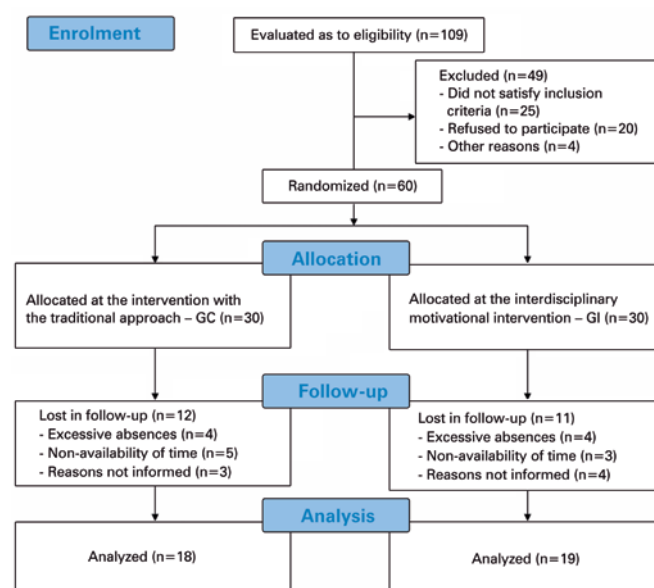 Enrolment
Evaluated as to eligibility (n=109)
Excluded (n=49)
- Did not satisfy inclusion
criteria (n=25)
- Refused to participate (n=20)
- Other reasons (n=4)
Randomized (n=60)
Allocation
Allocated at the intervention with
the traditional approach – GC (n=30)
Allocated at the interdisciplinary
motivational intervention – GI (n=30)
Follow-up
Lost in follow-up (n=12)
- Excessive absences (n=4)
- Non-availability of time (n=5)
- Reasons not informed (n=3)
Lost in follow-up (n=11)
- Excessive absences (n=4)
- Non-availability of time (n=3)
- Reasons not informed (n=4)
Analysis
Analyzed (n=18)
Analyzed (n=19)